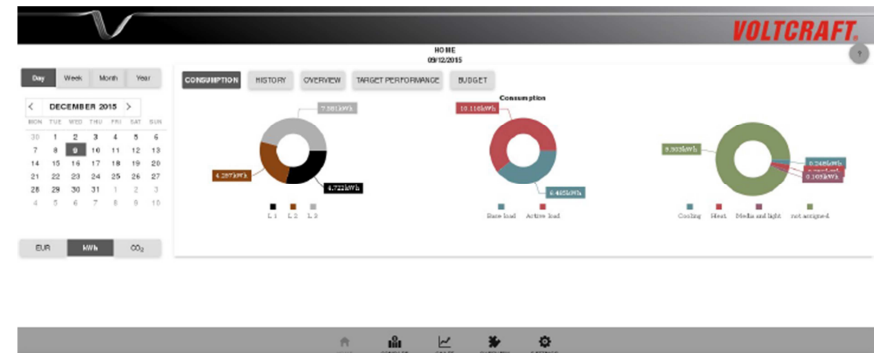 VOLTCRAFT.
HOME
09/12/2015
?
Day Week Month Year
CONSUMPTION HISTORY OVERVIEW TARGET PERFORMANCE BUDGET
< DECEMBER 2015 >
MON TUE WED THU FRI SAT SUN
30 1 2 3 4 5 6
7 8 9 10 11 12 13
14 15 16 17 18 19 20
21 22 23 24 25 26 27
28 29 30 31 1 2 3
4 5 6 7 8 9 10
EUR kWh CO₂
4.722kWh
L 1 L 2 L 3
Consumption
10.116kWh
Base load Active load
Cooling Heat Media and light not assigned